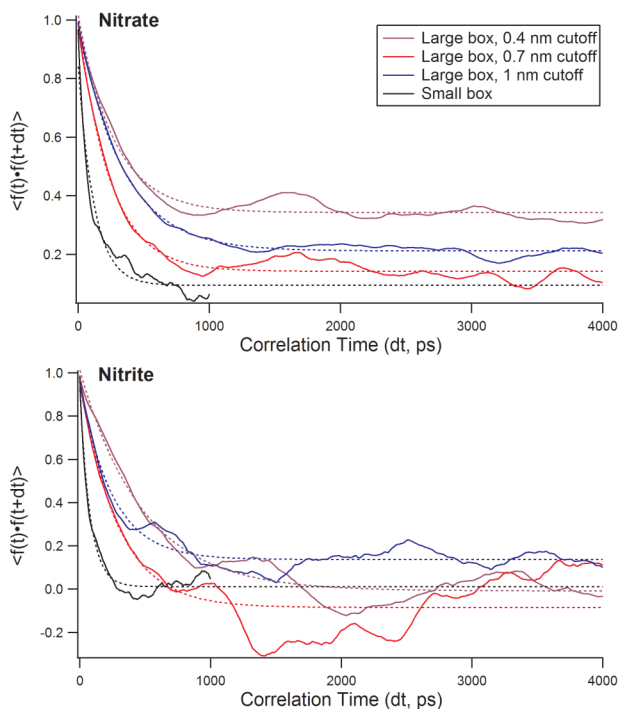 Nitrate
Large box, 0.4 nm cutoff
Large box, 0.7 nm cutoff
Large box, 1 nm cutoff
Small box
1.0
0.8
0.6
0.4
0.2
<f(t)•f(t+dt)>
0
1000
2000
3000
4000
Correlation Time (dt, ps)
Nitrite
1.0
0.8
0.6
0.4
0.2
0.0
-0.2
<f(t)•f(t+dt)>
0
1000
2000
3000
4000
Correlation Time (dt, ps)